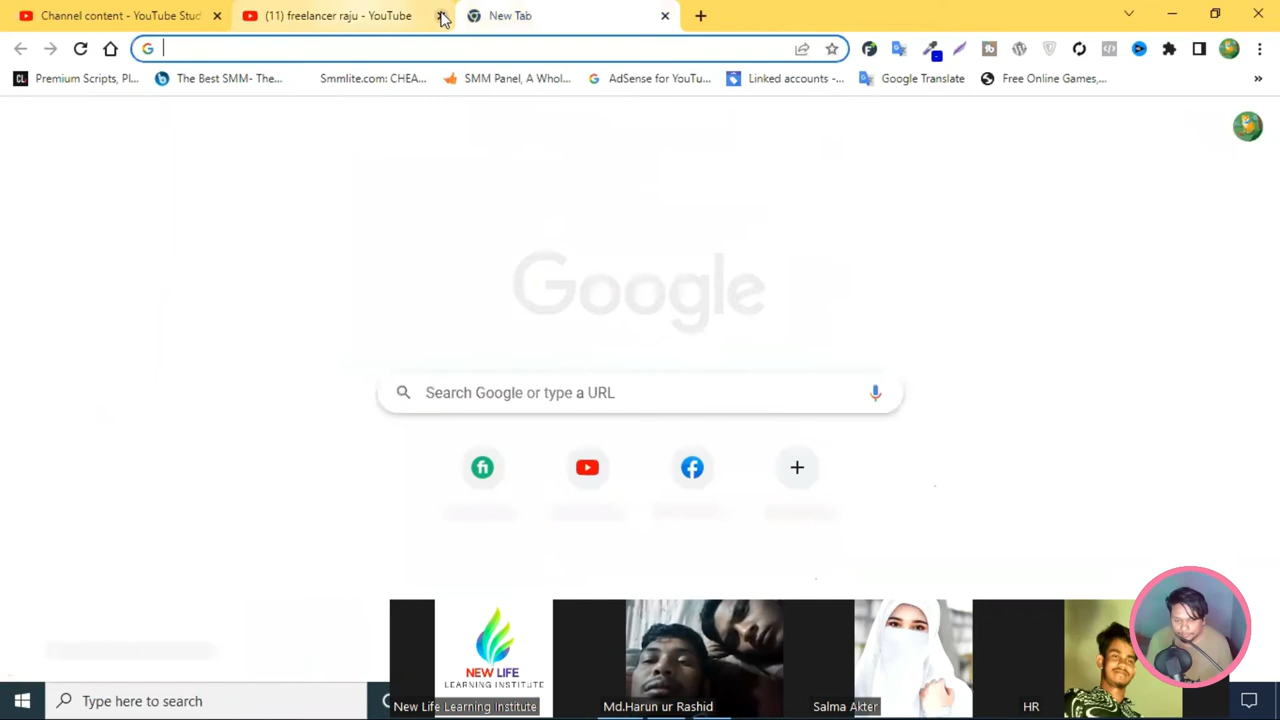 Channel content - YouTube Stud
(11) freelancer raju - YouTube
New Tab
Premium Scripts, Pl...
The Best SMM- The...
Smmlite.com: CHEA...
SMM Panel, A Whol...
AdSense for YouTu...
Linked accounts -...
Google Translate
Free Online Games,...
Google
Search Google or type a URL
NEW LIFE
LEARNING INSTITUTE
New Life Learning Institute
Md.Harun ur Rashid
Salma Akter
HR
Type here to search